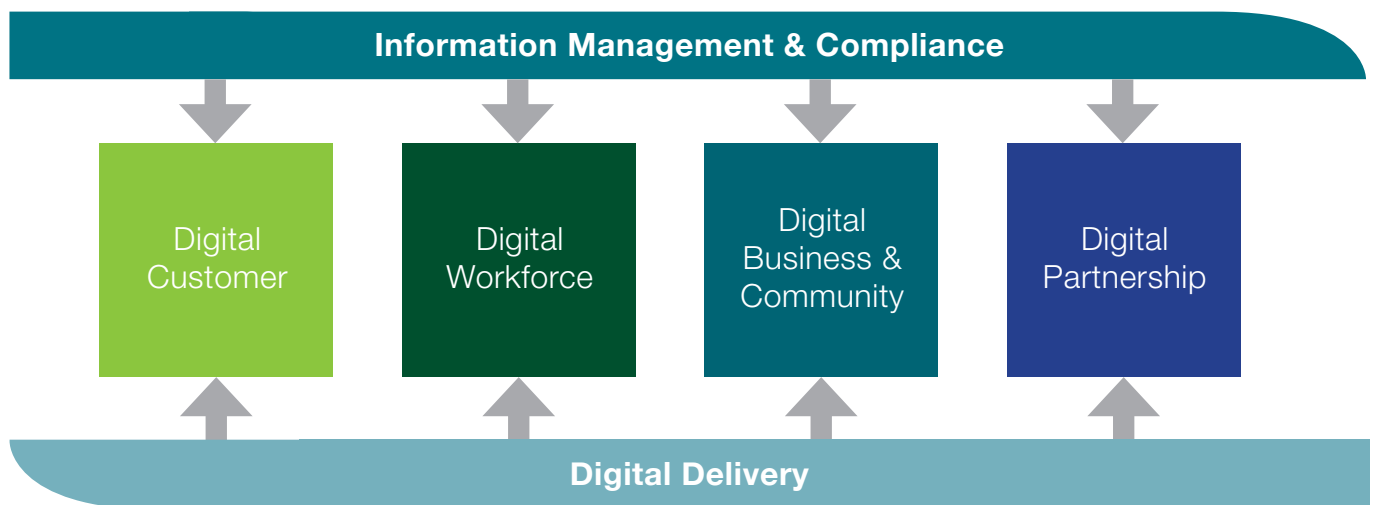 Information Management & Compliance
Digital
Customer
Digital
Workforce
Digital
Business &
Community
Digital
Partnership
Digital Delivery